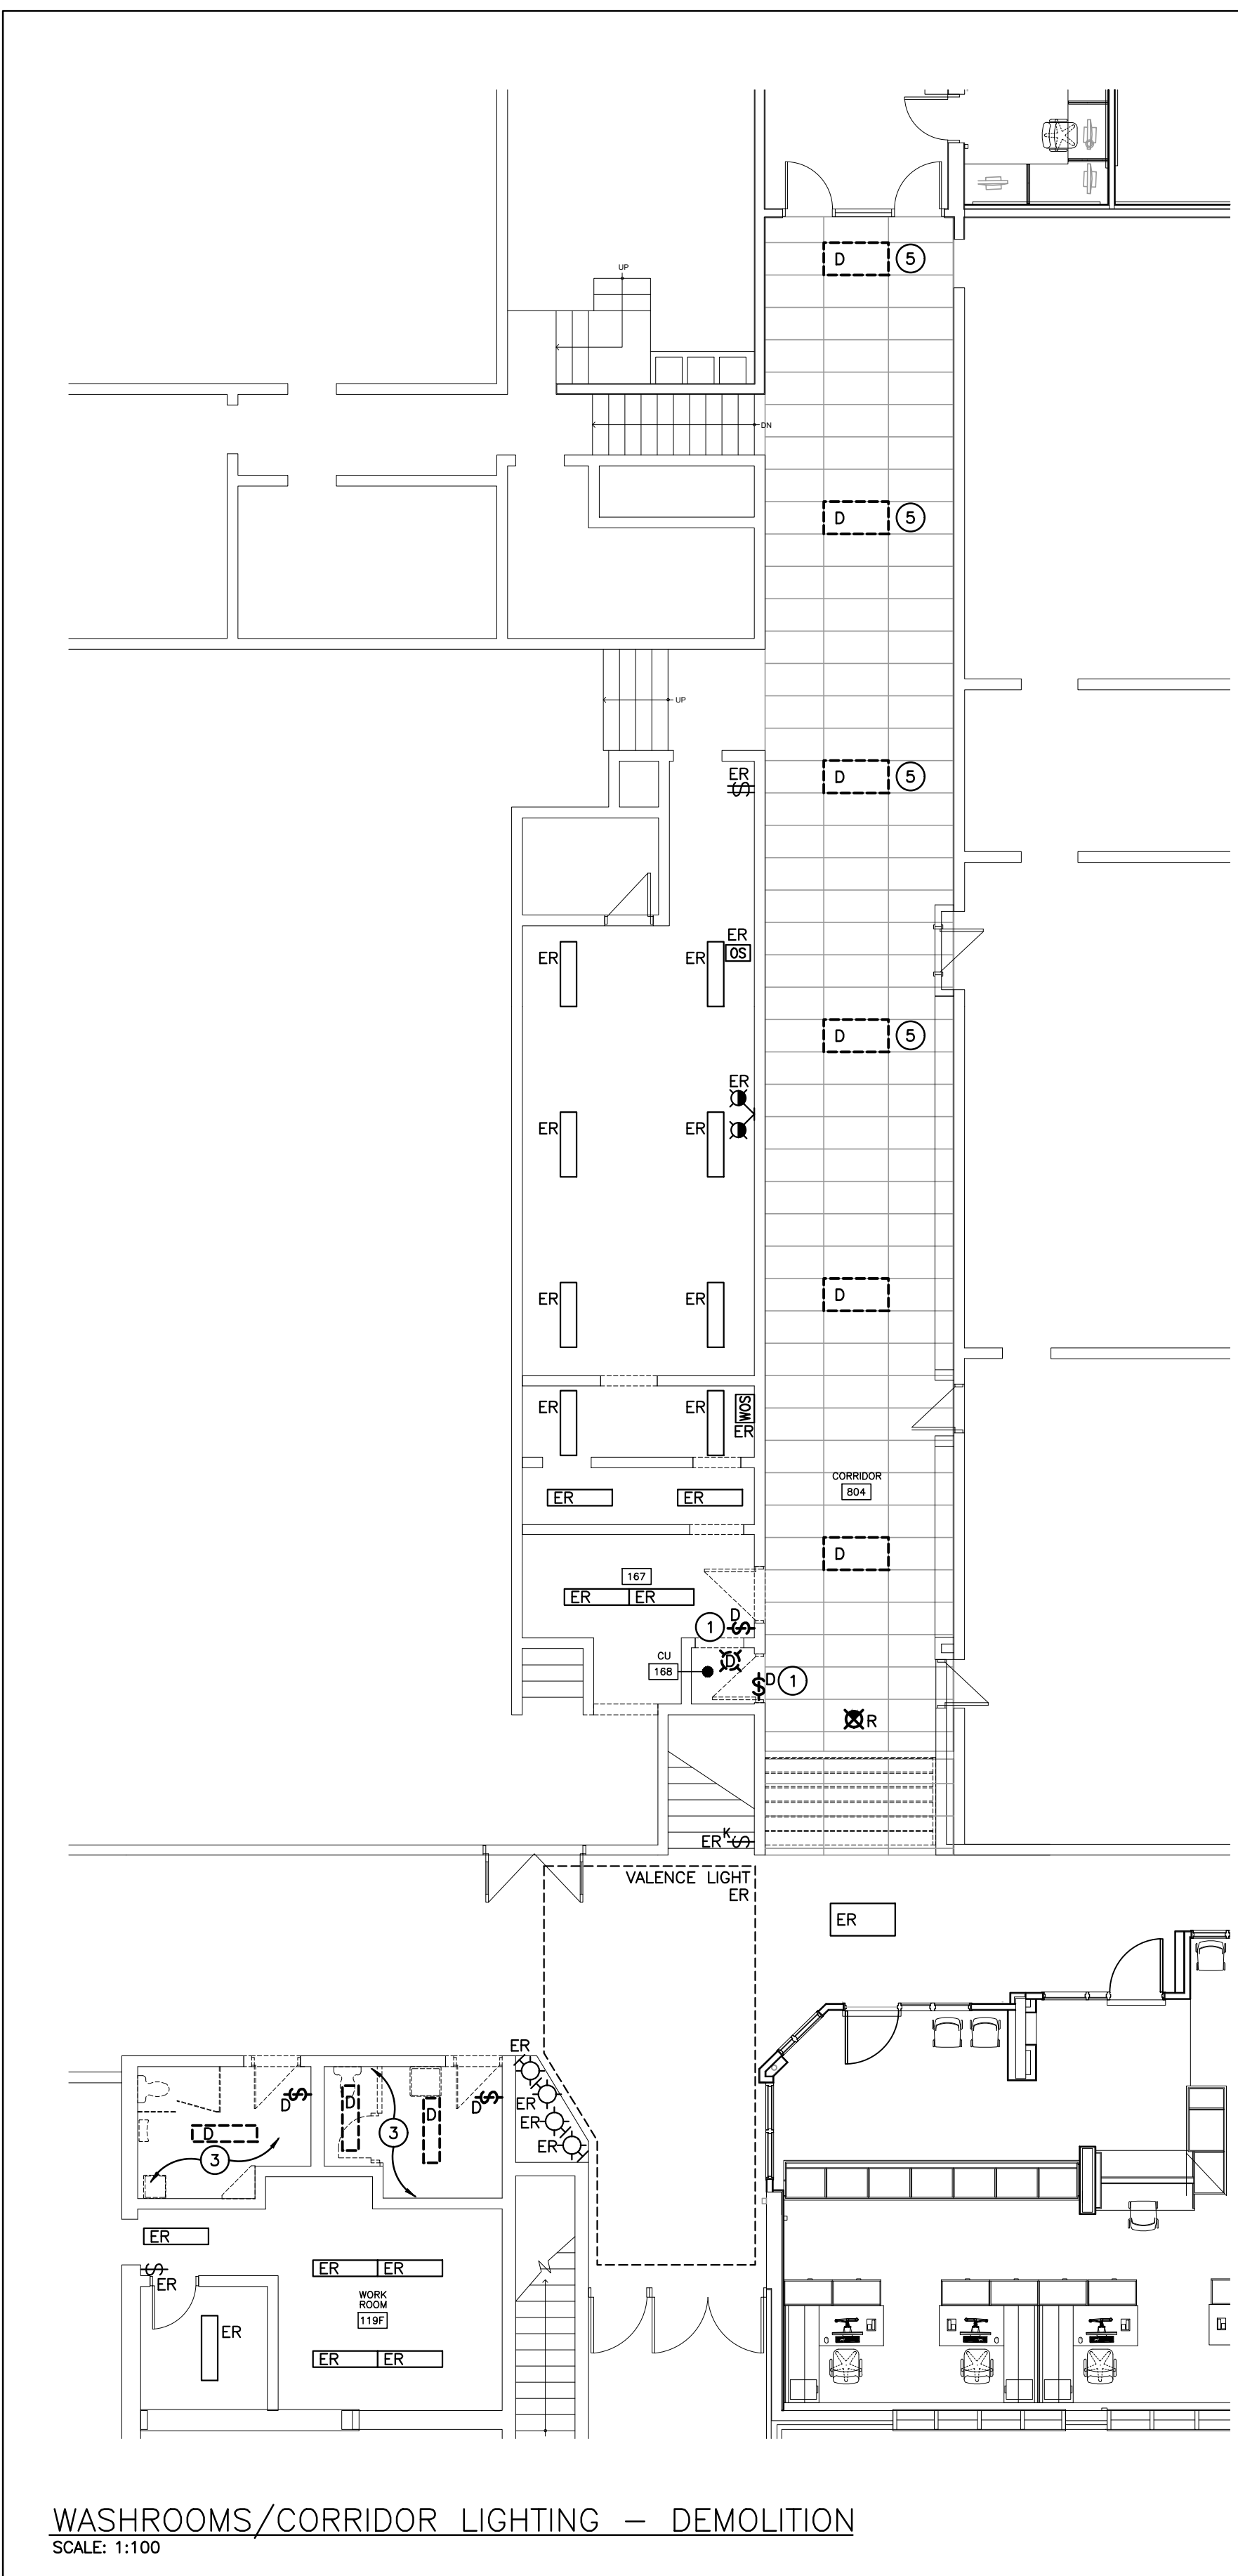 D 5
UP
DN
D 5
UP
ER
$
D 5
ER
OS
ER
ER
D 5
ER
ER
ER
ER
ER
D
ER
ER
WOS
ER
CORRIDOR
804
ER
ER
D
167
ER ER
D
1 $
CU
168
D
$ D 1
R
ER K $
VALENCE LIGHT
ER
ER
ER
D $
D
D
D $
ER
ER
ER
D
3
3
ER
$
ER
ER ER
WORK
ROOM
119F
ER
ER ER
WASHROOMS/CORRIDOR LIGHTING - DEMOLITION
SCALE: 1:100